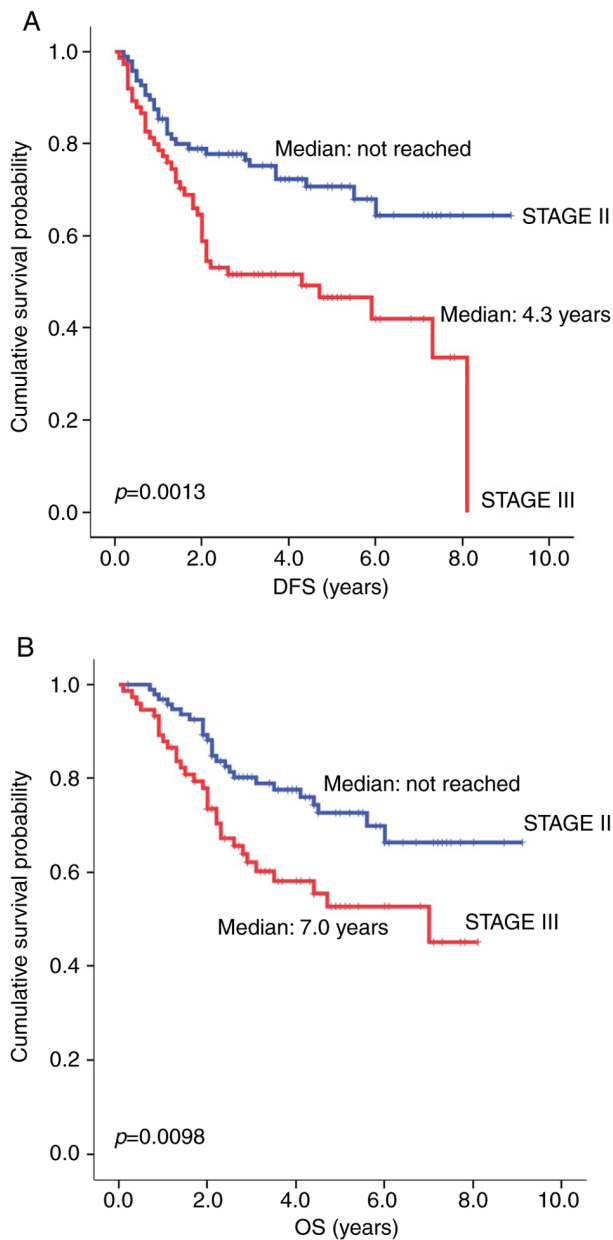 A
1.0
0.8
0.6
0.4
0.2
0.0
Cumulative survival probability
Median: not reached
STAGE II
Median: 4.3 years
STAGE III
p=0.0013
0.0 2.0 4.0 6.0 8.0 10.0
DFS (years)
B
1.0
0.8
0.6
0.4
0.2
0.0
Cumulative survival probability
Median: not reached
STAGE II
Median: 7.0 years
STAGE III
p=0.0098
0.0 2.0 4.0 6.0 8.0 10.0
OS (years)